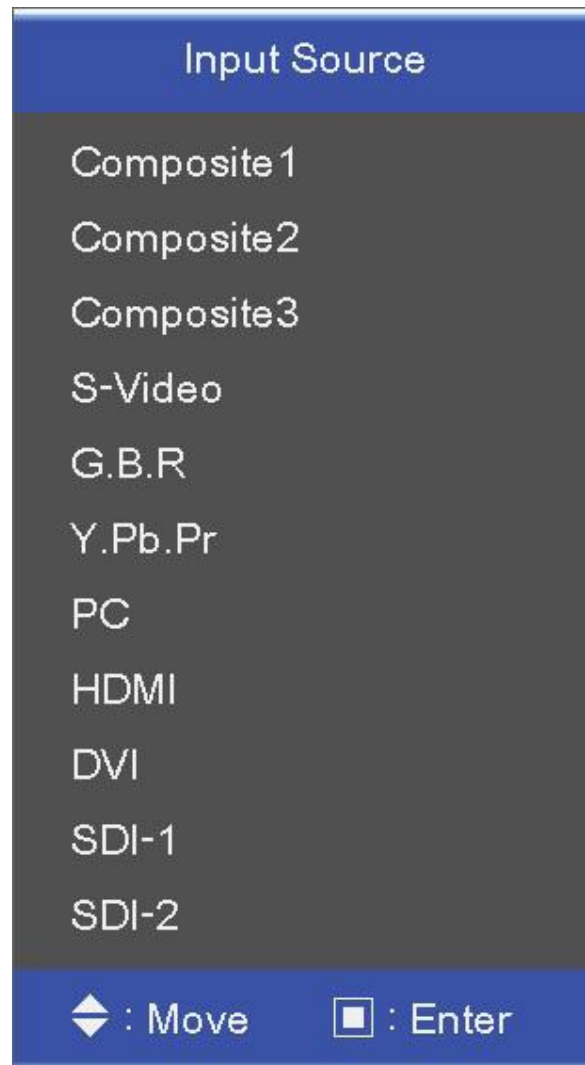 Input Source
Composite1
Composite2
Composite3
S-Video
G.B.R
Y.Pb.Pr
PC
HDMI
DVI
SDI-1
SDI-2
: Move : Enter